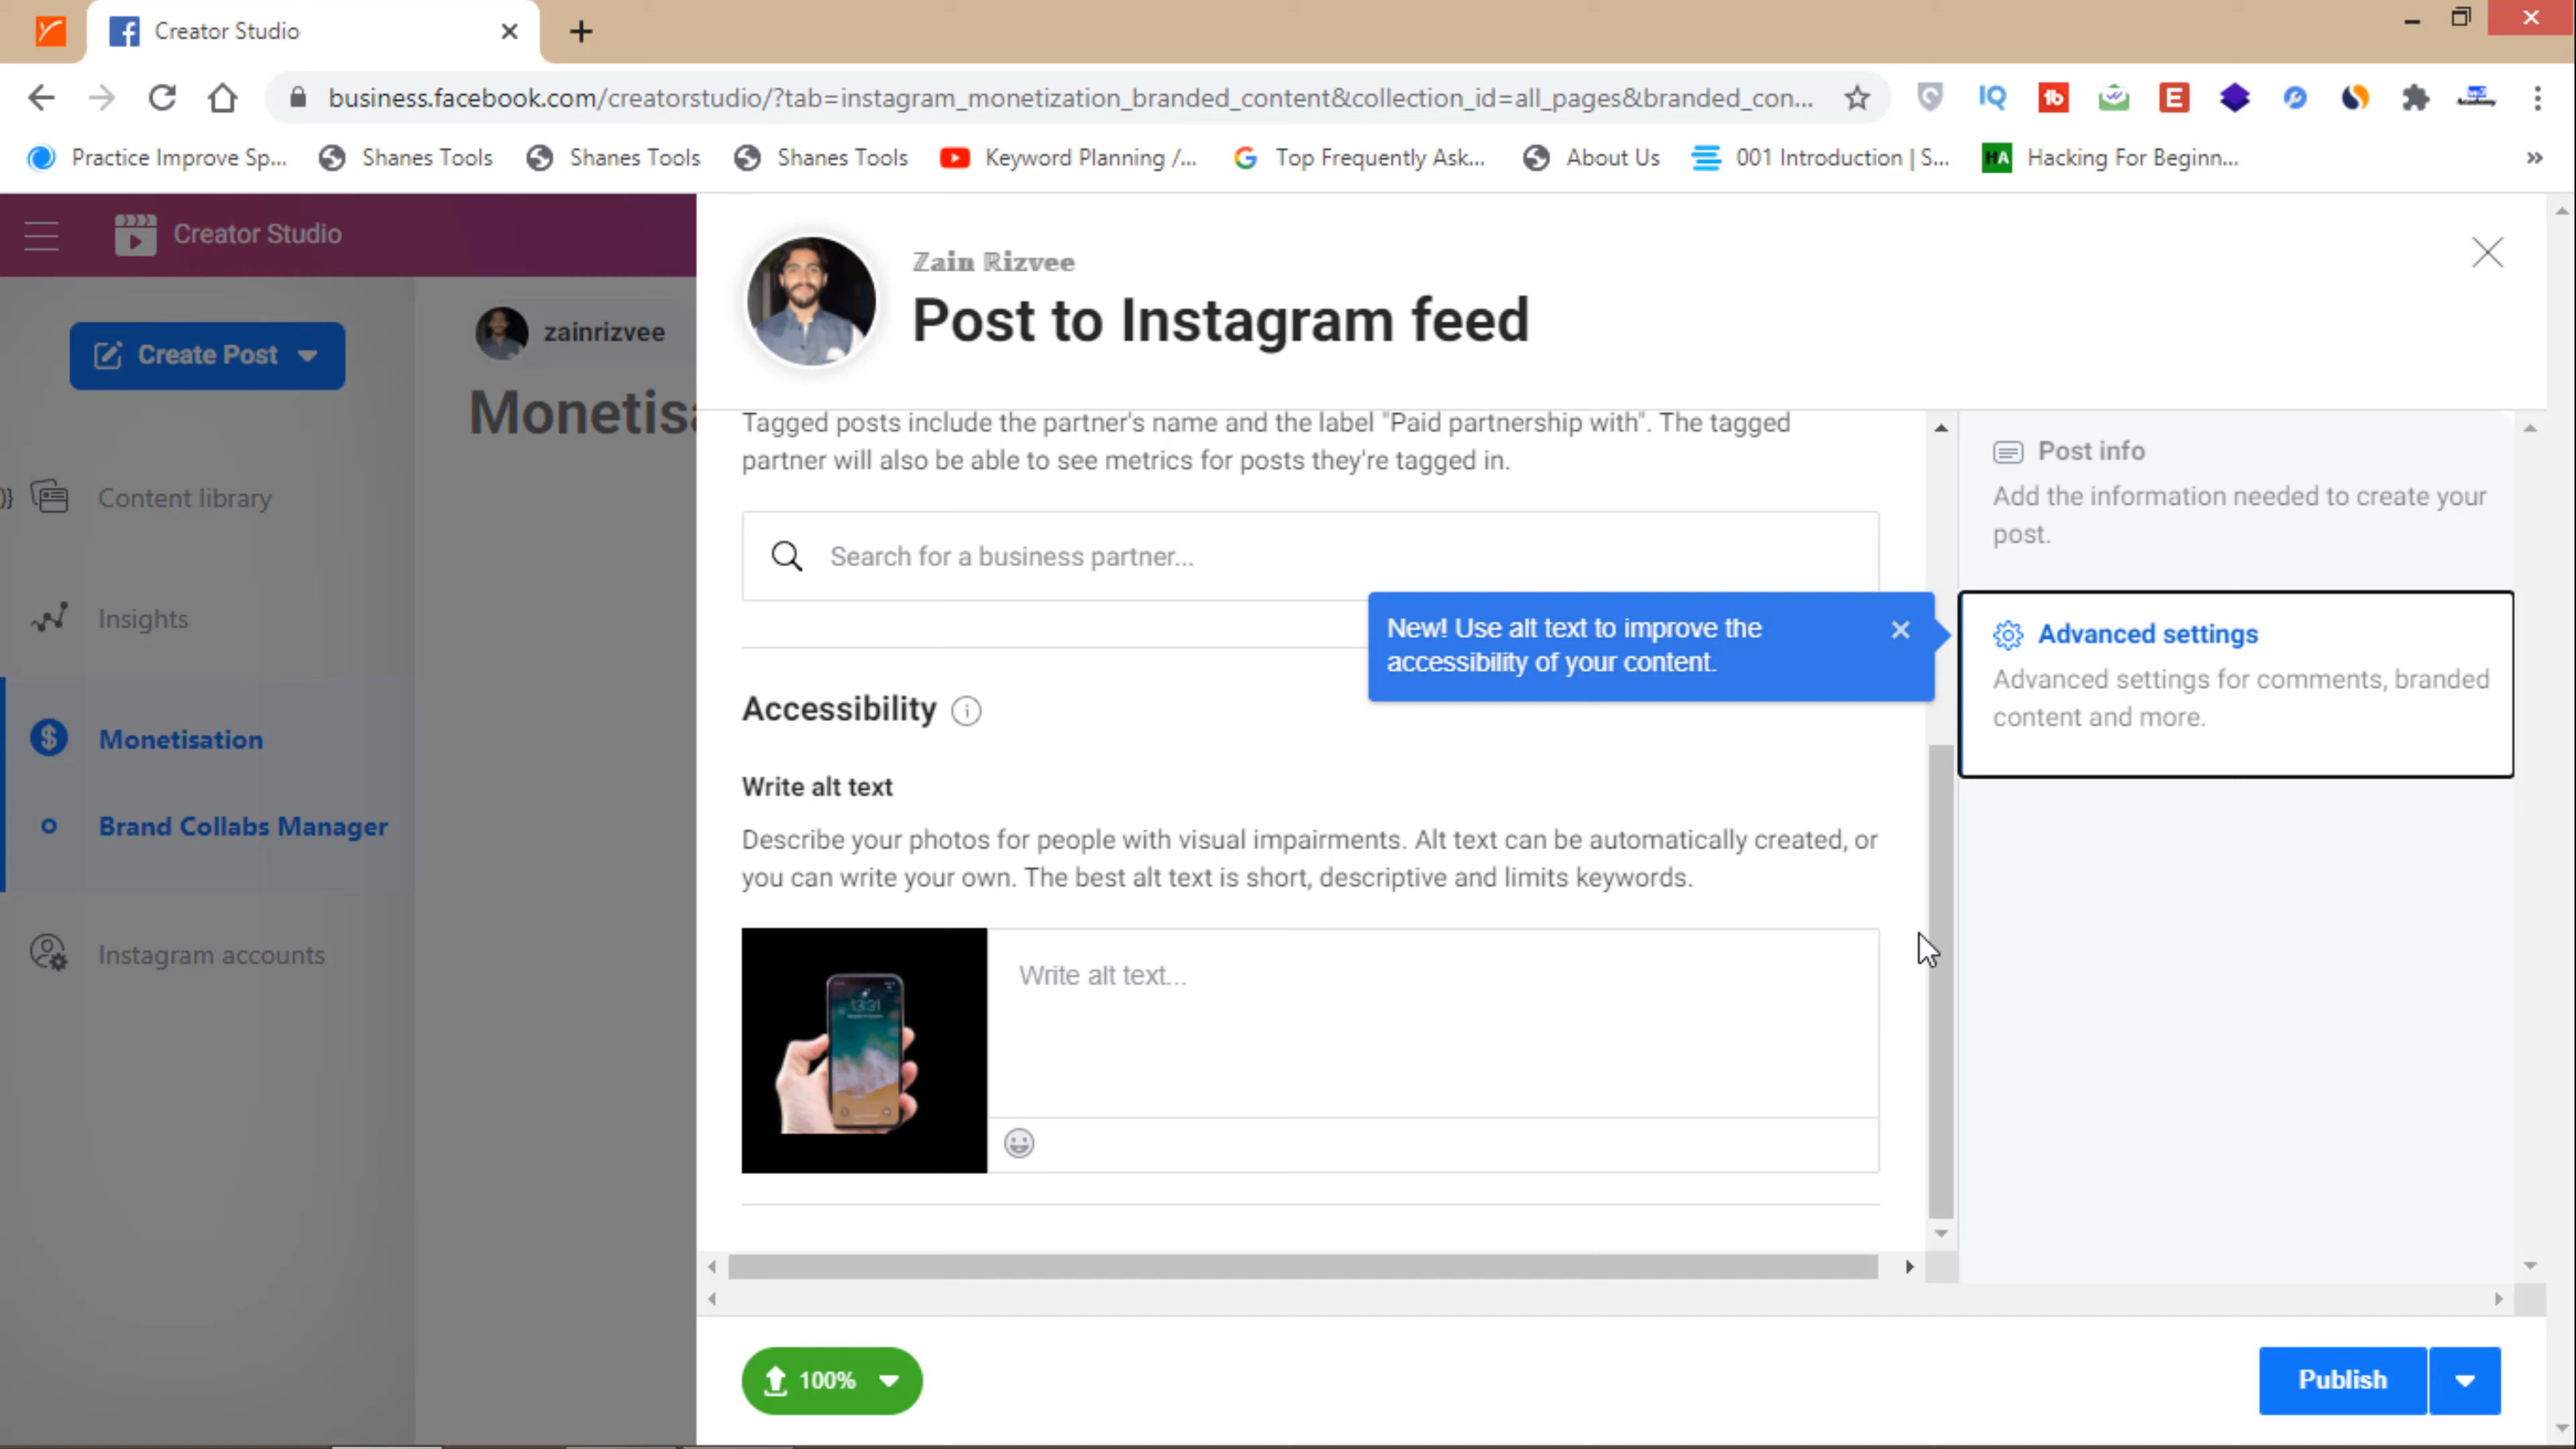 Creator Studio
business.facebook.com/creatorstudio/?tab=instagram_monetization_branded_content&collection_id=all_pages&branded_con...
IQ
E
Practice Improve Sp...
Shanes Tools
Shanes Tools
Shanes Tools
Keyword Planning /...
Top Frequently Ask...
About Us
001 Introduction | S...
HA
Hacking For Beginn...
Creator Studio
ℤain ℝizvee
Post to Instagram feed
Create Post
zainrizvee
Monetisa
)}
Content library
Insights
Monetisation
Brand Collabs Manager
Instagram accounts
Tagged posts include the partner's name and the label "Paid partnership with". The tagged
partner will also be able to see metrics for posts they're tagged in.
Search for a business partner...
New! Use alt text to improve the
accessibility of your content.
Accessibility
Write alt text
Describe your photos for people with visual impairments. Alt text can be automatically created, or
you can write your own. The best alt text is short, descriptive and limits keywords.
13:31
Write alt text...
Post info
Add the information needed to create your
post.
Advanced settings
Advanced settings for comments, branded
content and more.
100%
Publish